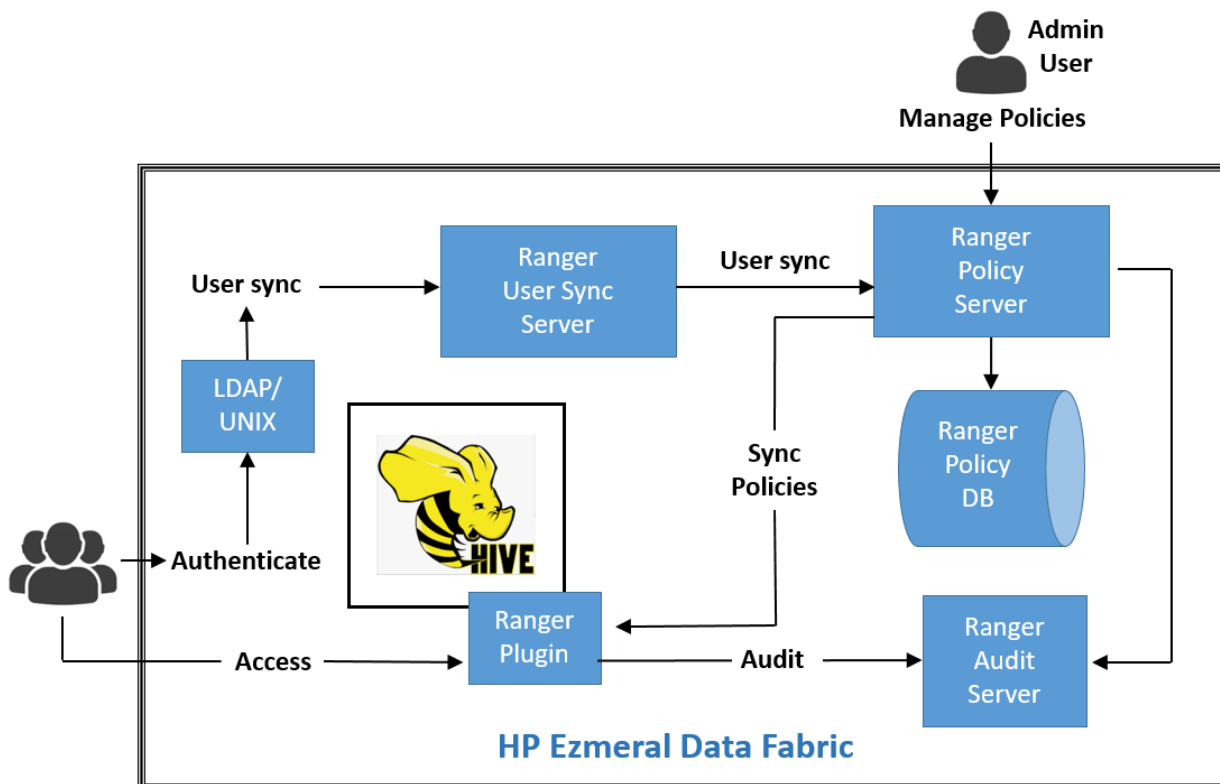 Admin
User
Manage Policies
Ranger
Policy
Server
Ranger
User Sync
Server
User sync
User sync
LDAP/
UNIX
Ranger
Policy
DB
Sync
Policies
HIVE
Authenticate
Ranger
Plugin
Access
Audit
Ranger
Audit
Server
HP Ezmeral Data Fabric